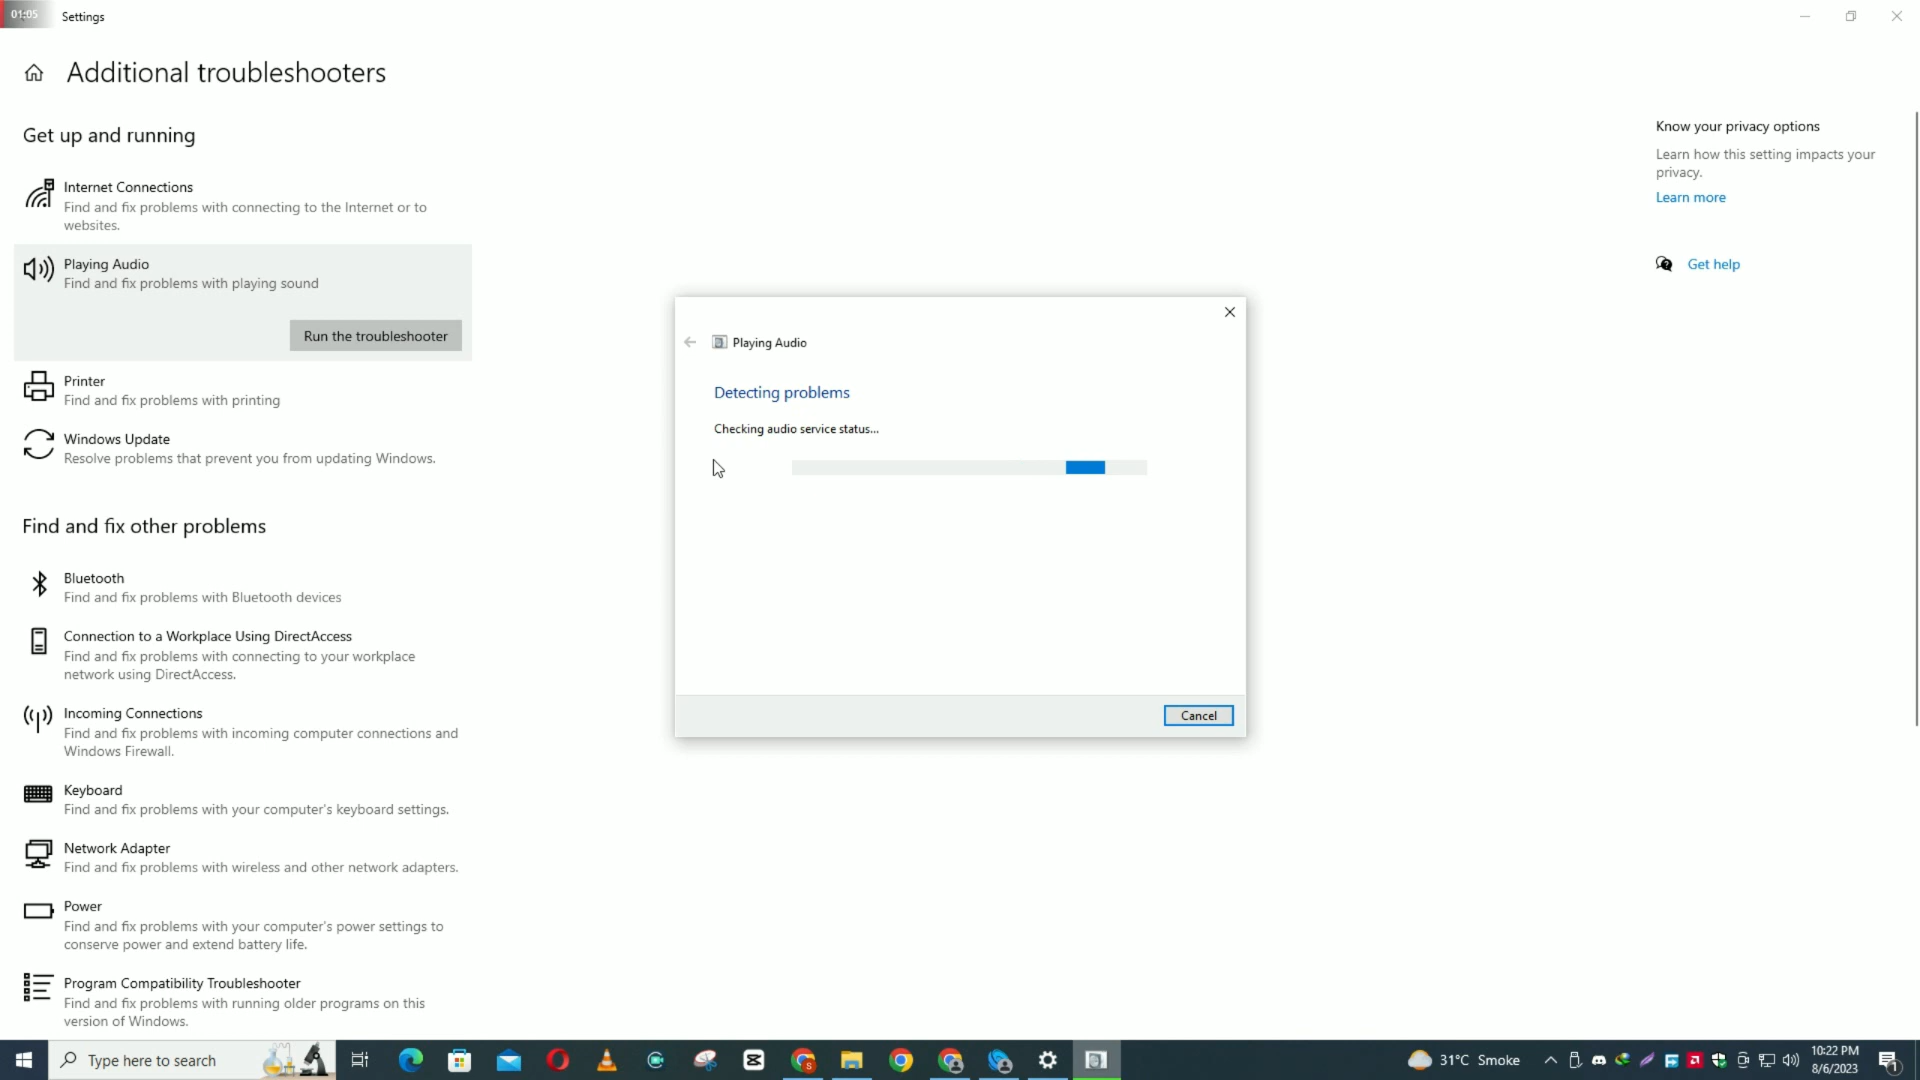 01:05
Settings
Additional troubleshooters
Get up and running
Internet Connections
Find and fix problems with connecting to the Internet or to
websites.
Playing Audio
Find and fix problems with playing sound
Run the troubleshooter
Printer
Find and fix problems with printing
Windows Update
Resolve problems that prevent you from updating Windows.
Find and fix other problems
Bluetooth
Find and fix problems with Bluetooth devices
Connection to a Workplace Using DirectAccess
Find and fix problems with connecting to your workplace
network using DirectAccess.
Incoming Connections
Find and fix problems with incoming computer connections and
Windows Firewall.
Keyboard
Find and fix problems with your computer's keyboard settings.
Network Adapter
Find and fix problems with wireless and other network adapters.
Power
Find and fix problems with your computer's power settings to
conserve power and extend battery life.
Program Compatibility Troubleshooter
Find and fix problems with running older programs on this
version of Windows.
Playing Audio
Detecting problems
Checking audio service status...
Cancel
Know your privacy options
Learn how this setting impacts your
privacy.
Learn more
Get help
Type here to search
31°C Smoke
10:22 PM
8/6/2023
1